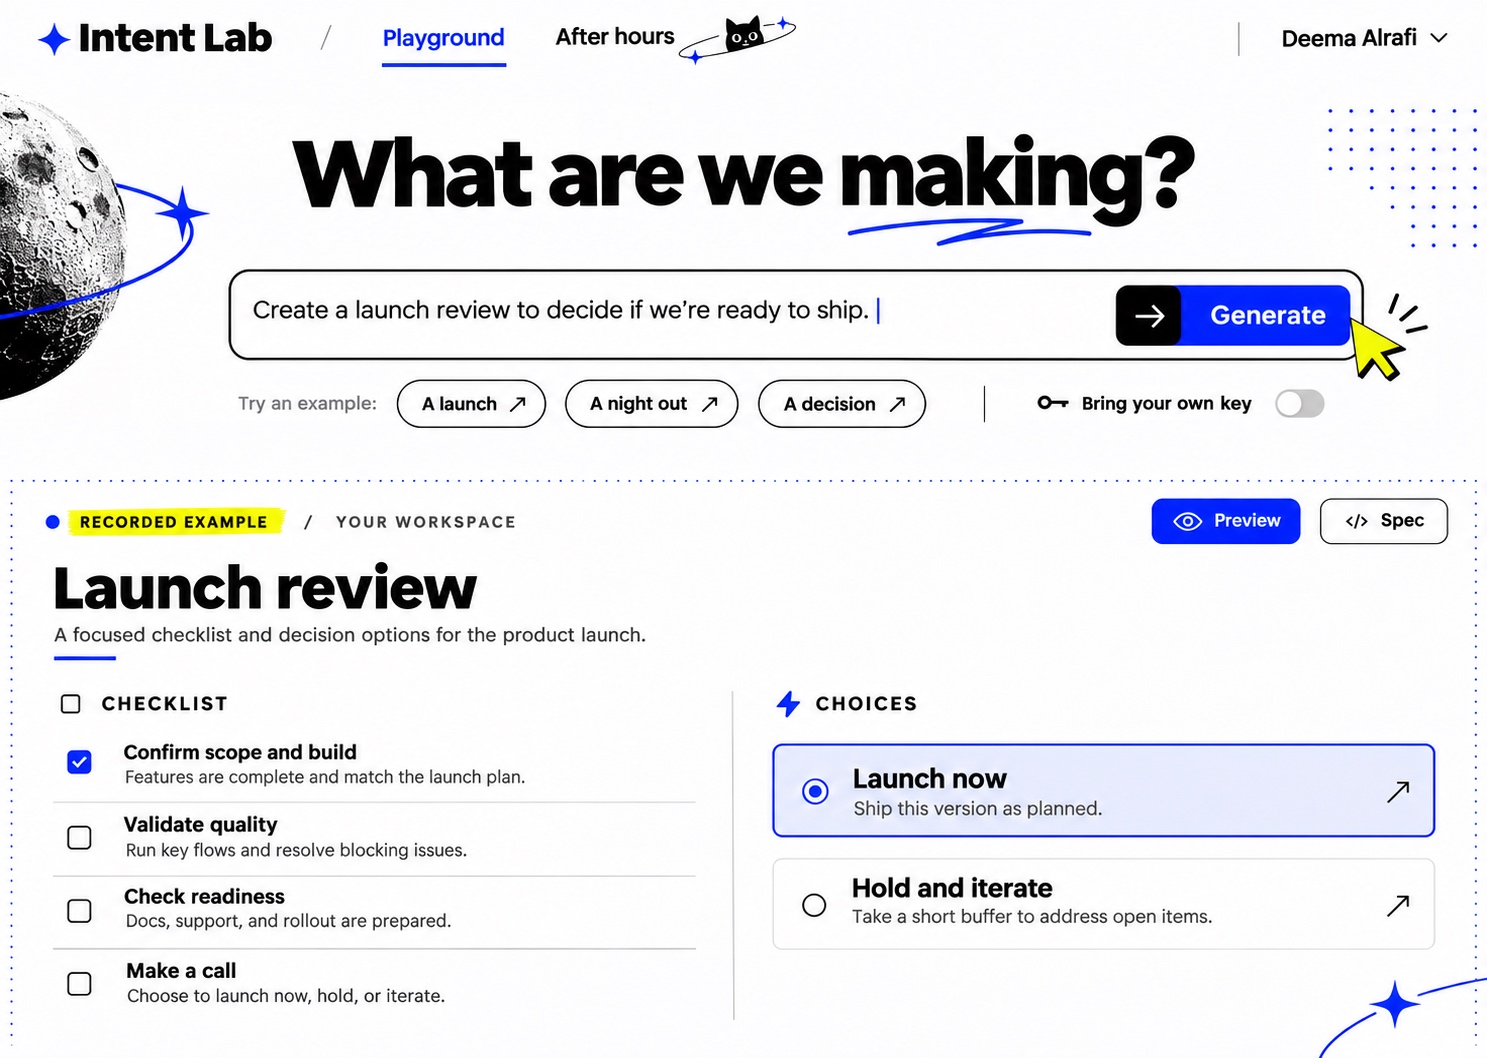 Intent Lab / Playground After hours Deema Alrafi
What are we making?
Create a launch review to decide if we’re ready to ship. Generate
Try an example: A launch A night out A decision Bring your own key
RECORDED EXAMPLE / YOUR WORKSPACE Preview </> Spec
Launch review
A focused checklist and decision options for the product launch.
CHECKLIST
Confirm scope and build
Features are complete and match the launch plan.
Validate quality
Run key flows and resolve blocking issues.
Check readiness
Docs, support, and rollout are prepared.
Make a call
Choose to launch now, hold, or iterate.
CHOICES
Launch now
Ship this version as planned.
Hold and iterate
Take a short buffer to address open items.